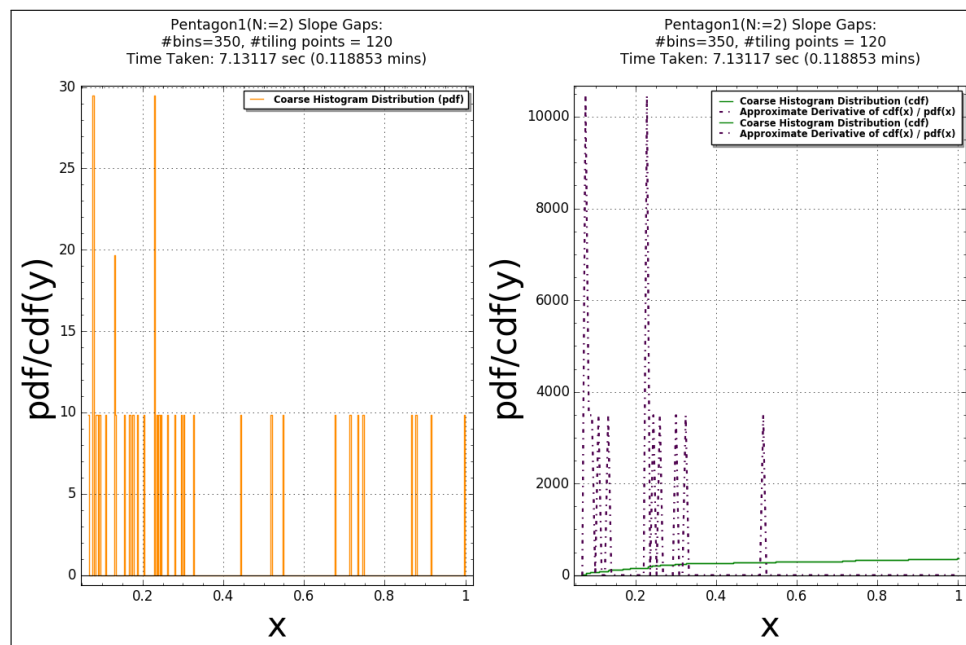 Pentagon1(N:=2) Slope Gaps:
#bins=350, #tiling points = 120
Time Taken: 7.13117 sec (0.118853 mins)
30
25
20
15
10
5
0
pdf/cdf(y)
Coarse Histogram Distribution (pdf)
0.2
0.4
0.6
0.8
1
x
Pentagon1(N:=2) Slope Gaps:
#bins=350, #tiling points = 120
Time Taken: 7.13117 sec (0.118853 mins)
10000
8000
6000
4000
2000
0
pdf/cdf(y)
Coarse Histogram Distribution (cdf)
Approximate Derivative of cdf(x) / pdf(x)
Coarse Histogram Distribution (cdf)
Approximate Derivative of cdf(x) / pdf(x)
0.2
0.4
0.6
0.8
1
x